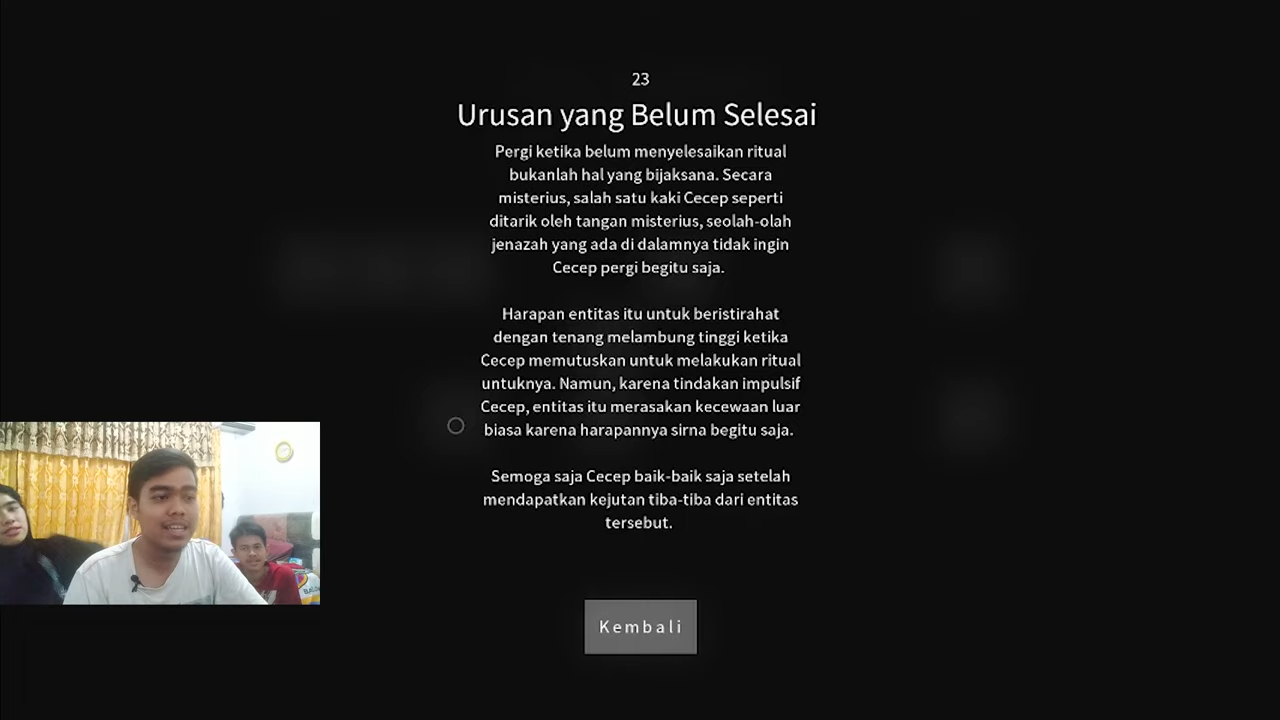 23
Urusan yang Belum Selesai
Pergi ketika belum menyelesaikan ritual
bukanlah hal yang bijaksana. Secara
misterius, salah satu kaki Cecep seperti
ditarik oleh tangan misterius, seolah-olah
jenazah yang ada di dalamnya tidak ingin
Cecep pergi begitu saja.
Harapan entitas itu untuk beristirahat
dengan tenang melambung tinggi ketika
Cecep memutuskan untuk melakukan ritual
untuknya. Namun, karena tindakan impulsif
Cecep, entitas itu merasakan kecewaan luar
biasa karena harapannya sirna begitu saja.
Semoga saja Cecep baik-baik saja setelah
mendapatkan kejutan tiba-tiba dari entitas
tersebut.
Kembali